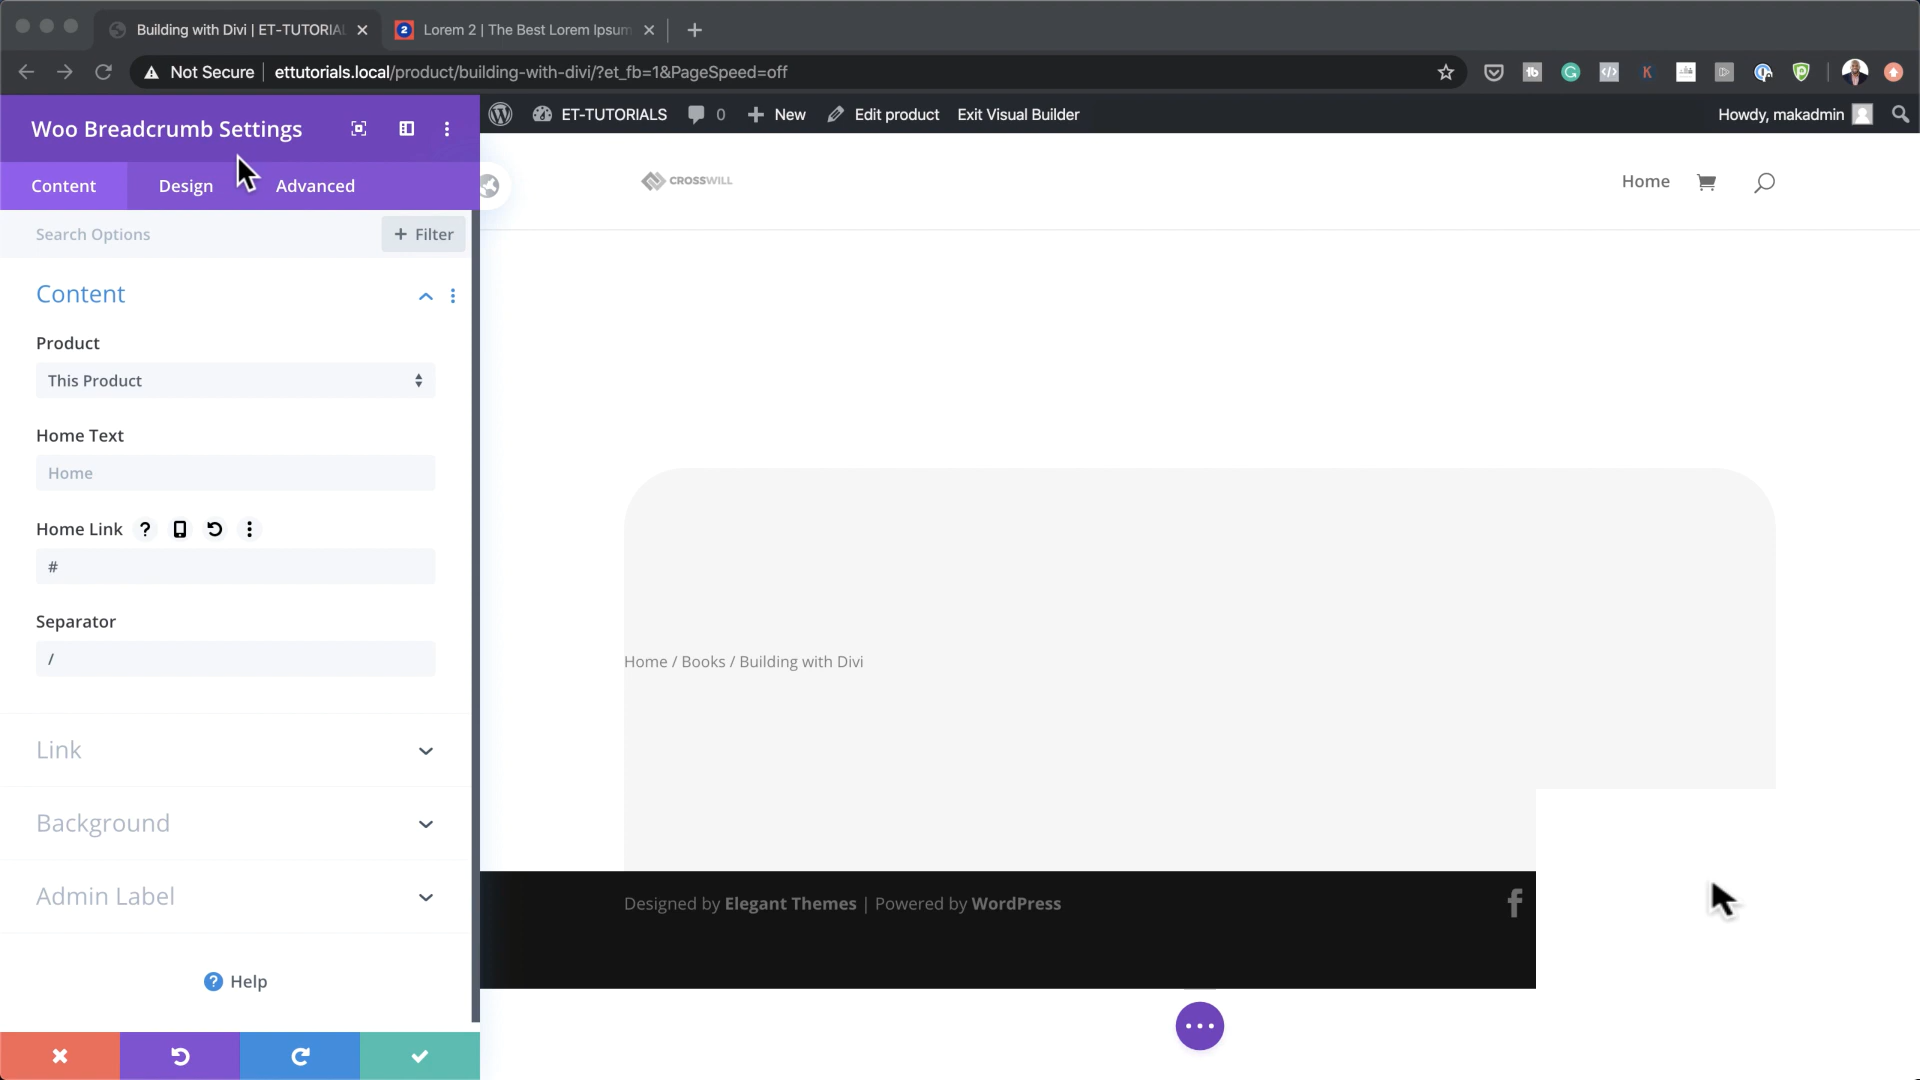 Building with Divi | ET-TUTORIAL
2 Lorem 2 | The Best Lorem Ipsum
Not Secure ettutorials.local/product/building-with-divi/?et_fb=1&PageSpeed=off
Woo Breadcrumb Settings
ET-TUTORIALS 0 New Edit product Exit Visual Builder Howdy, makadmin
Content Design Advanced
CROSSWILL Home
Search Options + Filter
Content
Product
This Product
Home Text
Home
Home Link ?
#
Separator
/
Home / Books / Building with Divi
Link
Background
Admin Label
Designed by Elegant Themes | Powered by WordPress
? Help